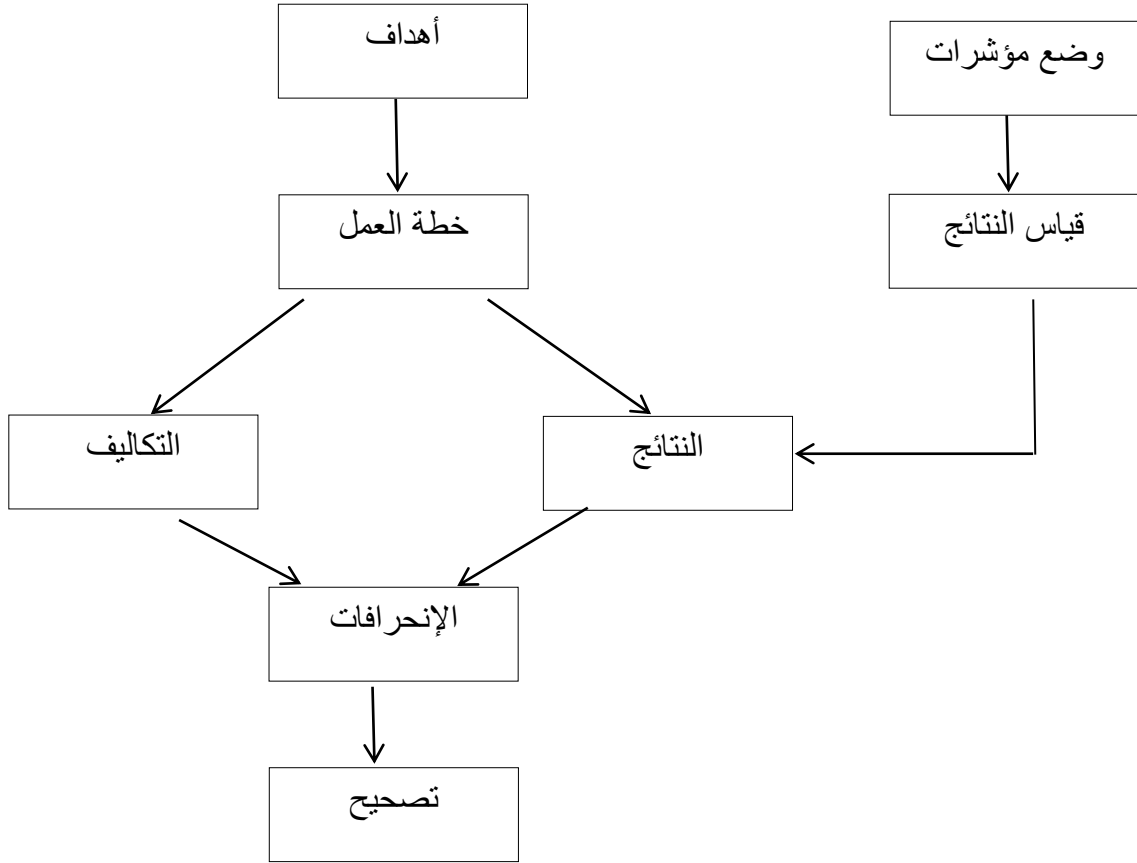 أهداف
وضع مؤشرات
خطة العمل
قياس النتائج
التكاليف
النتائج
الإنحرافات
تصحيح